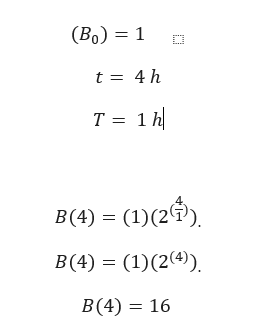 (B₀) = 1
t = 4 h
T = 1 h
B(4) = (1)(2^(4/1)).
B(4) = (1)(2^(4)).
B(4) = 16